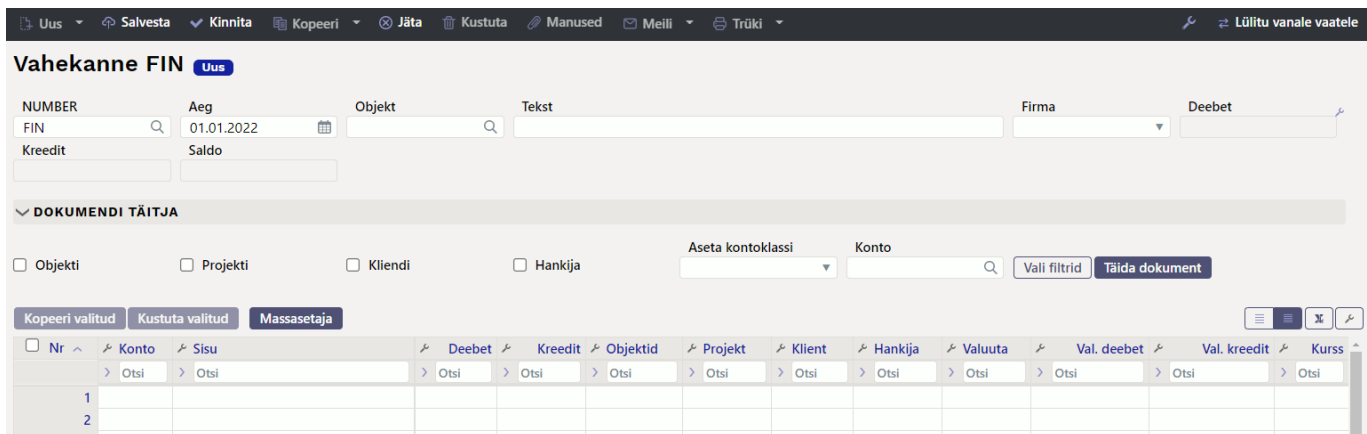 Uus Salvesta Kinnita Kopeeri Jäta Kustuta Manused Meili Trüki Lülitu vanale vaatele
Vahekanne FIN Uus
NUMBER Aeg Objekt Tekst Firma Deebet
FIN 01.01.2022
Kreedit Saldo
DOKUMENDI TÄITJA
Aseta kontoklassi Konto
Objekti Projekti Kliendi Hankija Vali filtrid Täida dokument
Kopeeri valitud Kustuta valitud Massasetaja
Nr Konto Sisu Deebet Kreedit Objektid Projekt Klient Hankija Valuuta Val. deebet Val. kreedit Kurss
Otsi Otsi Otsi Otsi Otsi Otsi Otsi Otsi Otsi Otsi Otsi Otsi
1
2